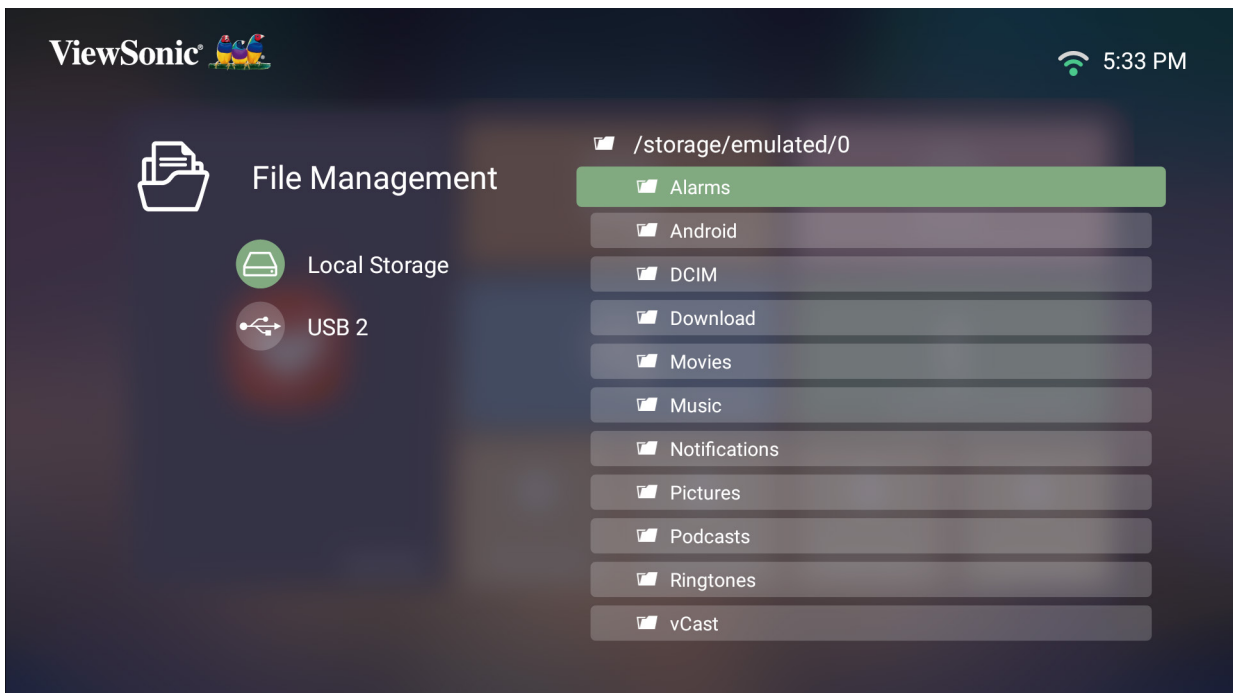 ViewSonic®
5:33 PM
File Management
Local Storage
USB 2
/storage/emulated/0
Alarms
Android
DCIM
Download
Movies
Music
Notifications
Pictures
Podcasts
Ringtones
vCast